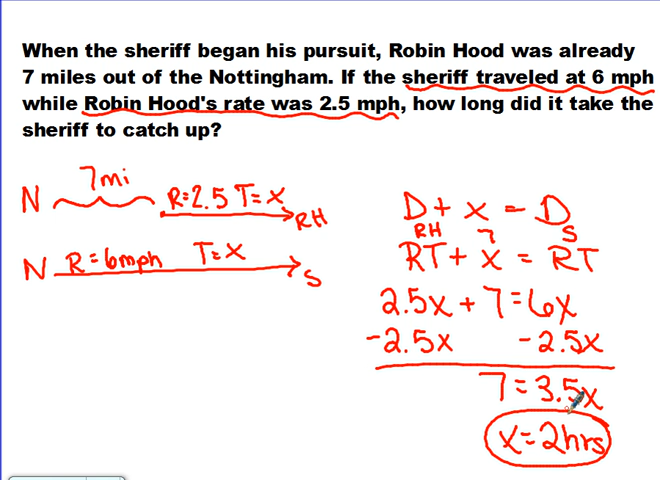 When the sheriff began his pursuit, Robin Hood was already
7 miles out of the Nottingham. If the sheriff traveled at 6 mph
while Robin Hood's rate was 2.5 mph, how long did it take the
sheriff to catch up?
7mi
N R=2.5 T=X RH
N R=6mph T=X S
D + x = D
RH 7 S
RT + x = RT
2.5x + 7 = 6x
-2.5x -2.5x
7 = 3.5x
x=2hrs